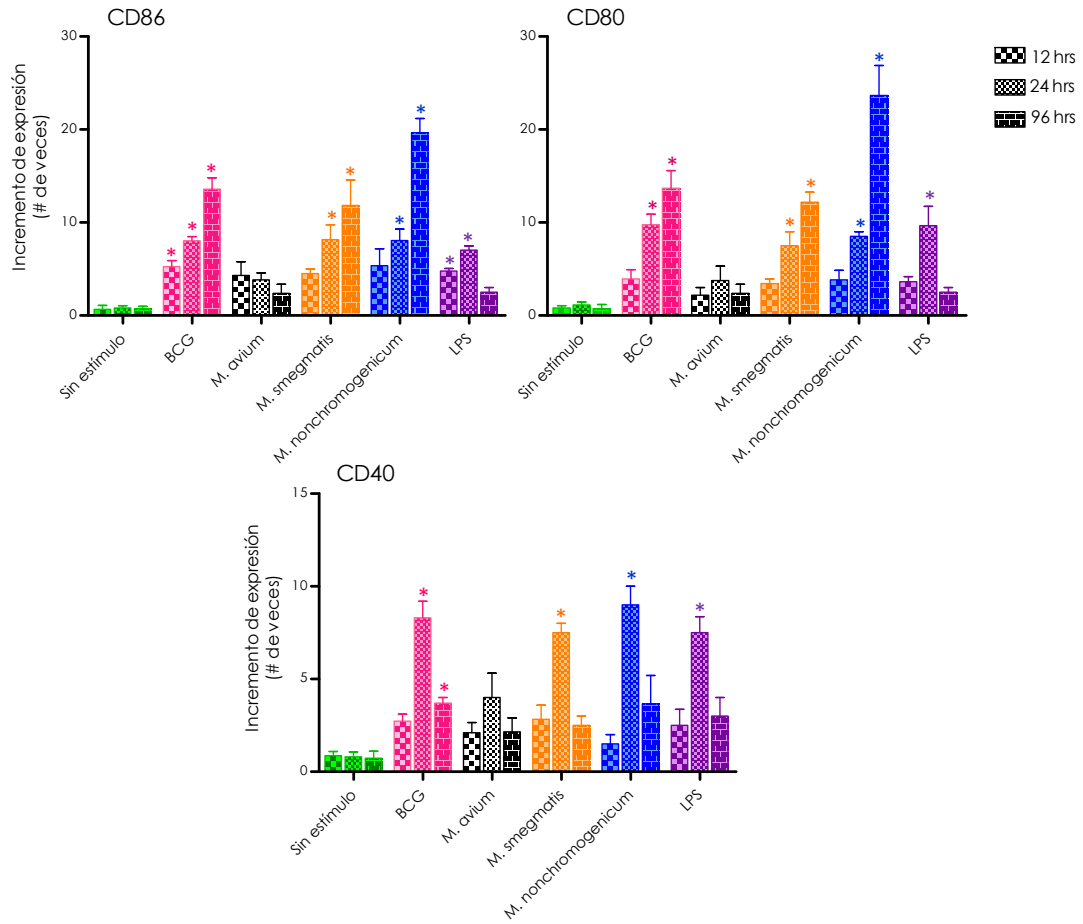 CD86
Incremento de expresión
(# de veces)
30
20
10
0
*
*
*
*
*
*
*
*
*
Sin estímulo
BCG
M. avium
M. smegmatis
M. nonchromogenicum
LPS
CD80
30
20
10
0
*
*
*
*
*
*
*
Sin estímulo
BCG
M. avium
M. smegmatis
M. nonchromogenicum
LPS
12 hrs
24 hrs
96 hrs
CD40
Incremento de expresión
(# de veces)
15
10
5
0
*
*
*
*
*
Sin estímulo
BCG
M. avium
M. smegmatis
M. nonchromogenicum
LPS